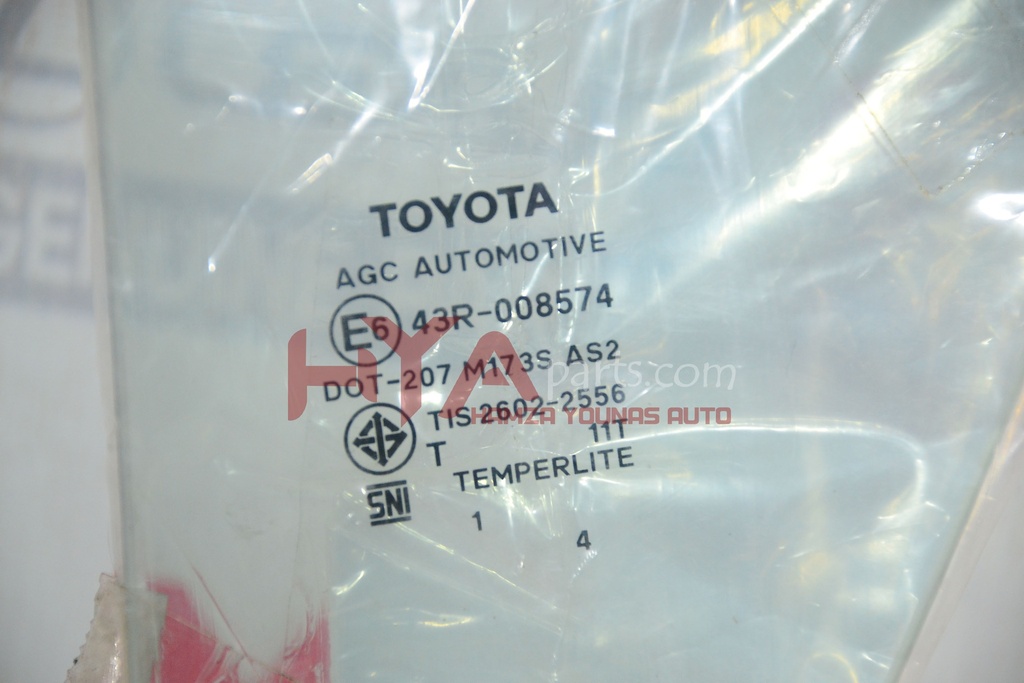 TOYOTA
AGC AUTOMOTIVE
E6 43R-008574
DOT-207 M173S AS2
TIS 2602-2556
T 11T
TEMPERLITE
SNI
1 4
HYAparts.com
HAMZA YOUNAS AUTO
GE